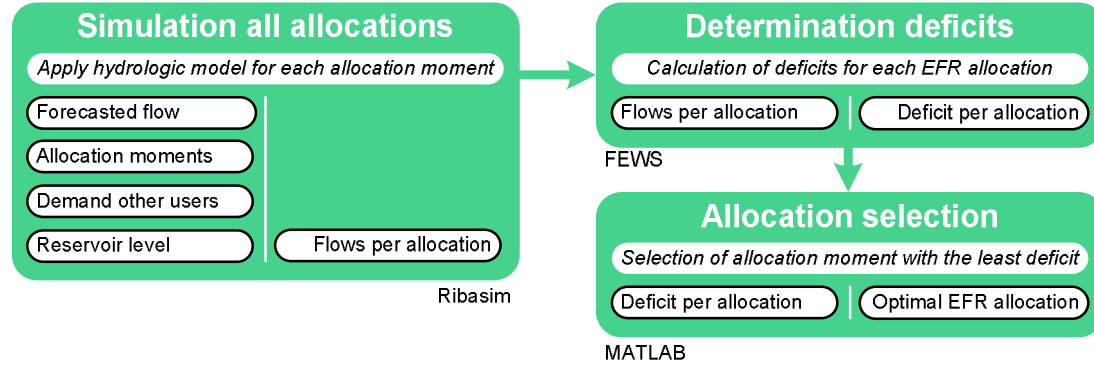 Simulation all allocations
Apply hydrologic model for each allocation moment
Forecasted flow
Allocation moments
Demand other users
Reservoir level
Flows per allocation
Ribasim
Determination deficits
Calculation of deficits for each EFR allocation
Flows per allocation
Deficit per allocation
FEWS
Allocation selection
Selection of allocation moment with the least deficit
Deficit per allocation
Optimal EFR allocation
MATLAB